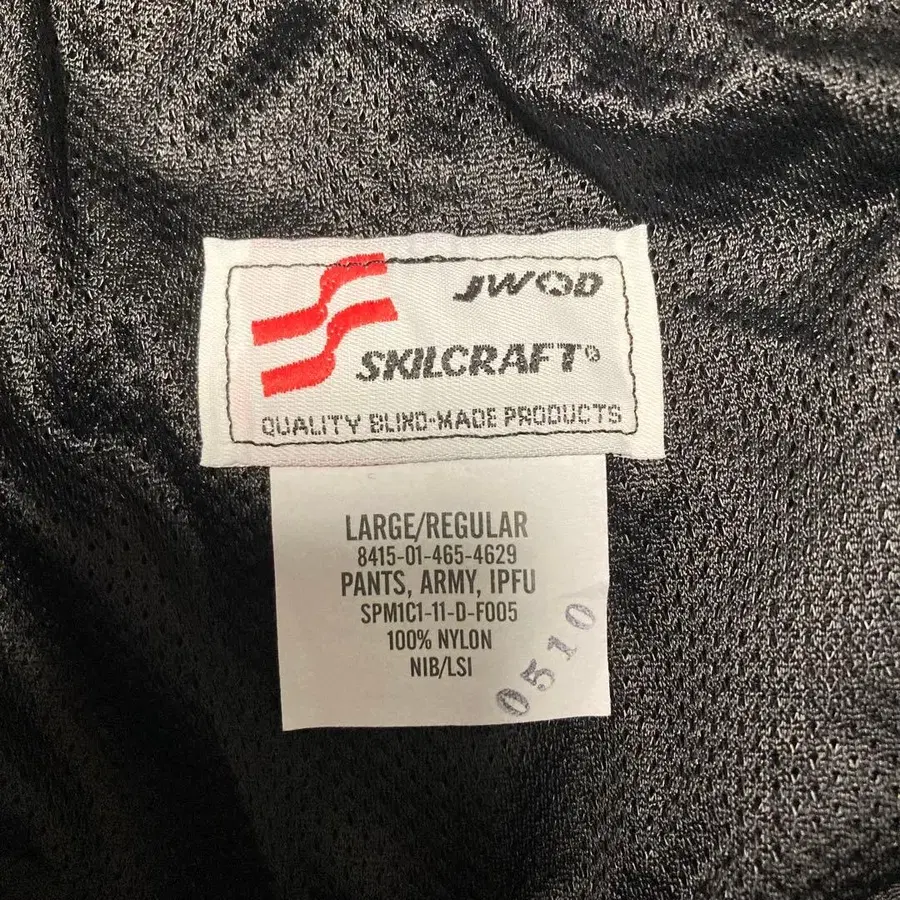 JWOD
SKILCRAFT®
QUALITY BLIND-MADE PRODUCTS
LARGE/REGULAR
8415-01-465-4629
PANTS, ARMY, IPFU
SPM1C1-11-D-F005
100% NYLON
NIB/LSI
0510